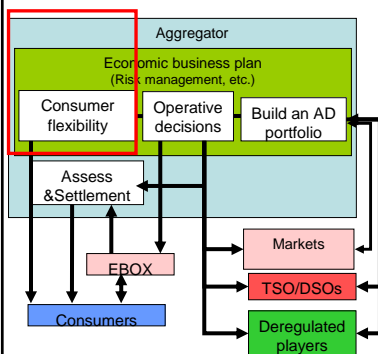 Aggregator
Economic business plan
(Risk management, etc.)
Consumer
flexibility
Operative
decisions
Build an AD
portfolio
Assess
&Settlement
EBOX
Markets
TSO/DSOs
Consumers
Deregulated
players